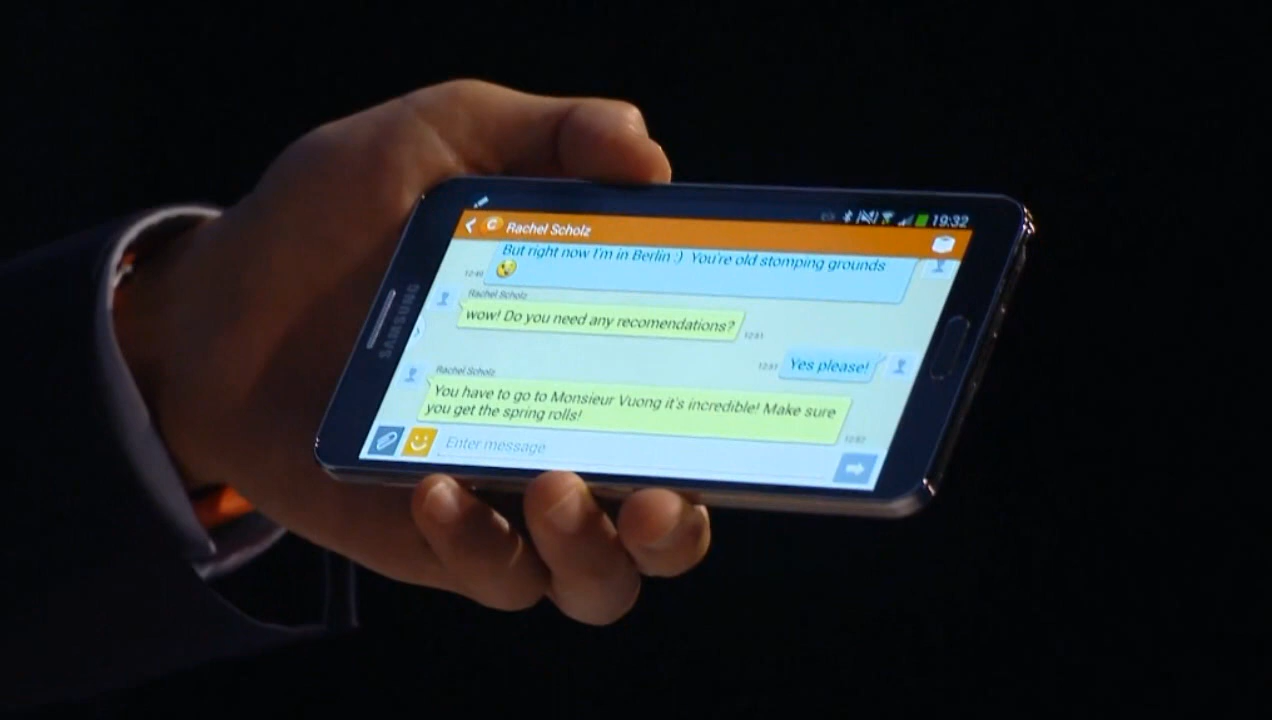 19:32
Rachel Scholz
But right now I'm in Berlin :) You're old stomping grounds
12:49
Rachel Scholz
wow! Do you need any recomendations?
12:51
12:51
Yes please!
Rachel Scholz
You have to go to Monsieur Vuong it's incredible! Make sure
you get the spring rolls!
12:52
Enter message
SAMSUNG